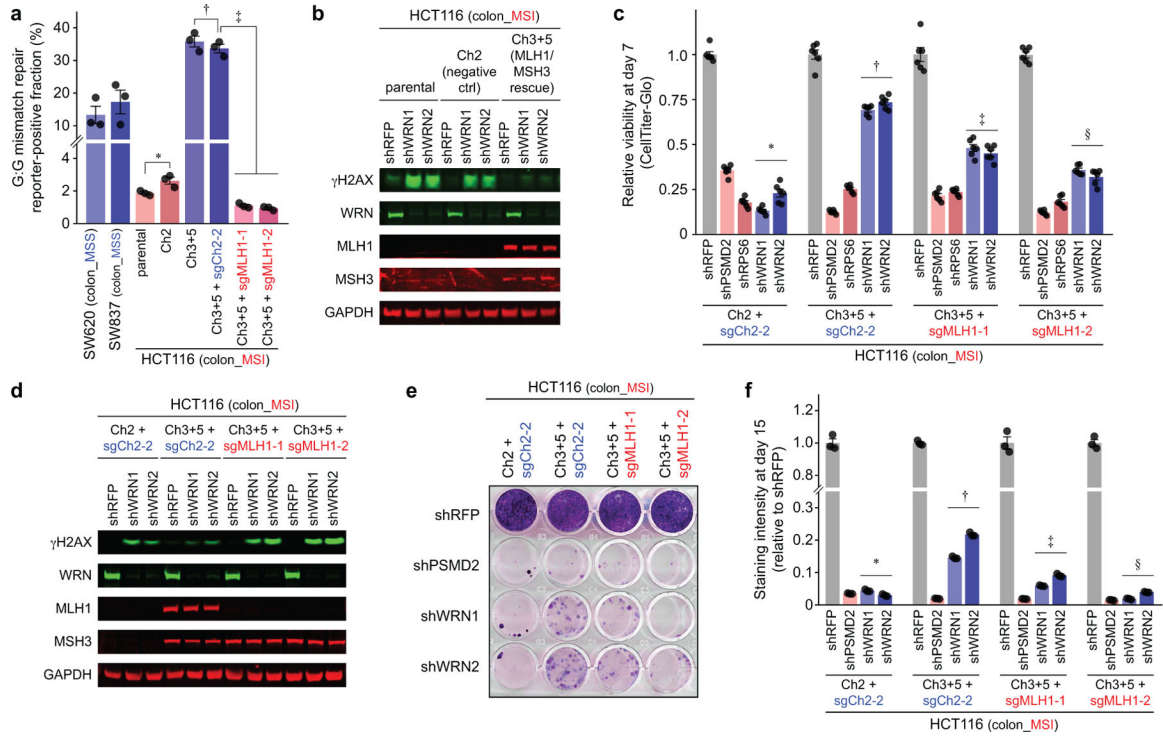 a
G:G mismatch repair
reporter-positive fraction (%)
40
30
20
10
4
2
0
*
†
‡
SW620 (colon_MSS)
SW837 (colon_MSS)
parental
Ch2
Ch3+5
Ch3+5 + sgCh2-2
Ch3+5 + sgMLH1-1
Ch3+5 + sgMLH1-2
HCT116 (colon_MSI)
b
HCT116 (colon_MSI)
parental
Ch2
(negative
ctrl)
Ch3+5
(MLH1/
MSH3
rescue)
shRFP
shWRN1
shWRN2
shRFP
shWRN1
shWRN2
shRFP
shWRN1
shWRN2
γH2AX
WRN
MLH1
MSH3
GAPDH
c
Relative viability at day 7
(CellTiter-Glo)
1.0
0.75
0.50
0.25
0
*
†
‡
§
shRFP
shPSMD2
shRPS6
shWRN1
shWRN2
shRFP
shPSMD2
shRPS6
shWRN1
shWRN2
shRFP
shPSMD2
shRPS6
shWRN1
shWRN2
shRFP
shPSMD2
shRPS6
shWRN1
shWRN2
Ch2 +
sgCh2-2
Ch3+5 +
sgCh2-2
Ch3+5 +
sgMLH1-1
Ch3+5 +
sgMLH1-2
HCT116 (colon_MSI)
d
HCT116 (colon_MSI)
Ch2 +
sgCh2-2
Ch3+5 +
sgCh2-2
Ch3+5 +
sgMLH1-1
Ch3+5 +
sgMLH1-2
shRFP
shWRN1
shWRN2
shRFP
shWRN1
shWRN2
shRFP
shWRN1
shWRN2
shRFP
shWRN1
shWRN2
γH2AX
WRN
MLH1
MSH3
GAPDH
e
HCT116 (colon_MSI)
Ch2 +
sgCh2-2
Ch3+5 +
sgCh2-2
Ch3+5 +
sgMLH1-1
Ch3+5 +
sgMLH1-2
shRFP
shPSMD2
shWRN1
shWRN2
f
Staining intensity at day 15
(relative to shRFP)
1.2
1.0
0.8
0.6
0.4
0.3
0.2
0.1
0
*
†
‡
§
shRFP
shPSMD2
shWRN1
shWRN2
shRFP
shPSMD2
shWRN1
shWRN2
shRFP
shPSMD2
shWRN1
shWRN2
shRFP
shPSMD2
shWRN1
shWRN2
Ch2 +
sgCh2-2
Ch3+5 +
sgCh2-2
Ch3+5 +
sgMLH1-1
Ch3+5 +
sgMLH1-2
HCT116 (colon_MSI)